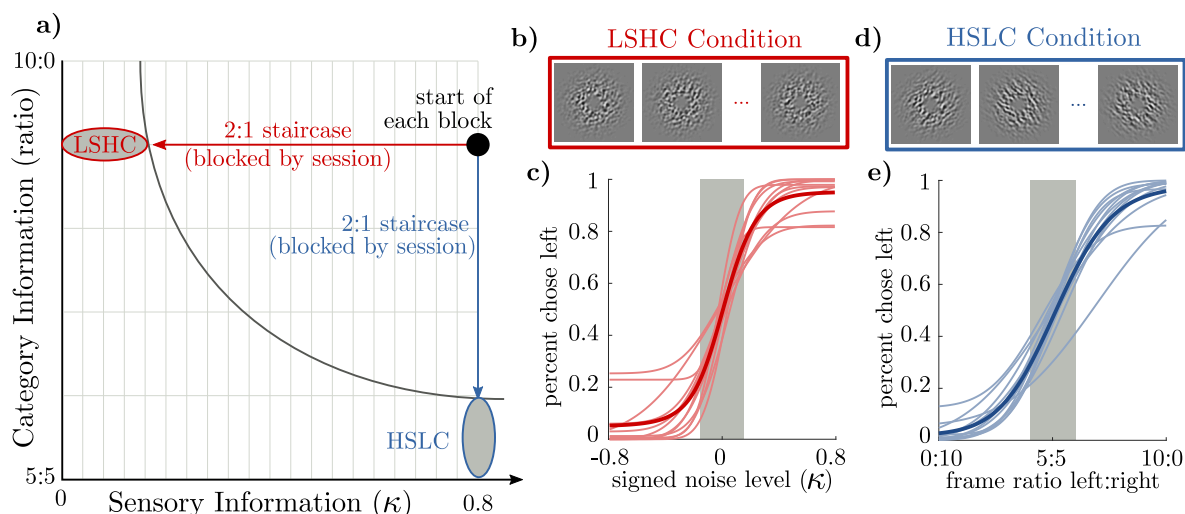 a)
10:0
Category Information (ratio)
5:5
LSHC
2:1 staircase
(blocked by session)
start of
each block
2:1 staircase
(blocked by session)
HSLC
0
Sensory Information (κ)
0.8
b)
LSHC Condition
...
c)
1
0.8
0.6
0.4
0.2
0
percent chose left
-0.8
0
0.8
signed noise level (κ)
d)
HSLC Condition
...
e)
1
0.8
0.6
0.4
0.2
0
percent chose left
0:10
5:5
10:0
frame ratio left:right